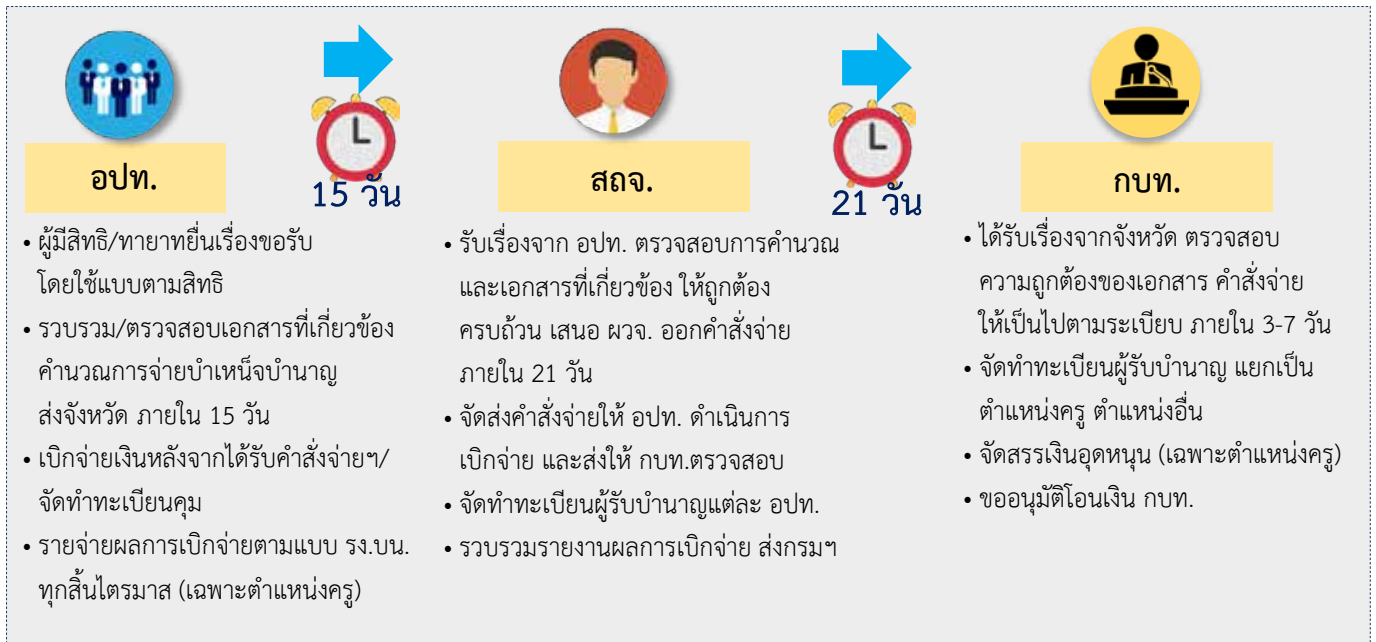 อปท.
• ผู้มีสิทธิ/ทายาทยื่นเรื่องขอรับ
โดยใช้แบบตามสิทธิ
• รวบรวม/ตรวจสอบเอกสารที่เกี่ยวข้อง
คำนวณการจ่ายบำเหน็จบำนาญ
ส่งจังหวัด ภายใน 15 วัน
• เบิกจ่ายเงินหลังจากได้รับคำสั่งจ่ายฯ/
จัดทำทะเบียนคุม
• รายจ่ายผลการเบิกจ่ายตามแบบ รง.บน.
ทุกสิ้นไตรมาส (เฉพาะตำแหน่งครู)
15 วัน
สถจ.
• รับเรื่องจาก อปท. ตรวจสอบการคำนวณ
และเอกสารที่เกี่ยวข้อง ให้ถูกต้อง
ครบถ้วน เสนอ ผวจ. ออกคำสั่งจ่าย
ภายใน 21 วัน
• จัดส่งคำสั่งจ่ายให้ อปท. ดำเนินการ
เบิกจ่าย และส่งให้ กบท.ตรวจสอบ
• จัดทำทะเบียนผู้รับบำนาญแต่ละ อปท.
• รวบรวมรายงานผลการเบิกจ่าย ส่งกรมฯ
21 วัน
กบท.
• ได้รับเรื่องจากจังหวัด ตรวจสอบ
ความถูกต้องของเอกสาร คำสั่งจ่าย
ให้เป็นไปตามระเบียบ ภายใน 3-7 วัน
• จัดทำทะเบียนผู้รับบำนาญ แยกเป็น
ตำแหน่งครู ตำแหน่งอื่น
• จัดสรรเงินอุดหนุน (เฉพาะตำแหน่งครู)
• ขออนุมัติโอนเงิน กบท.